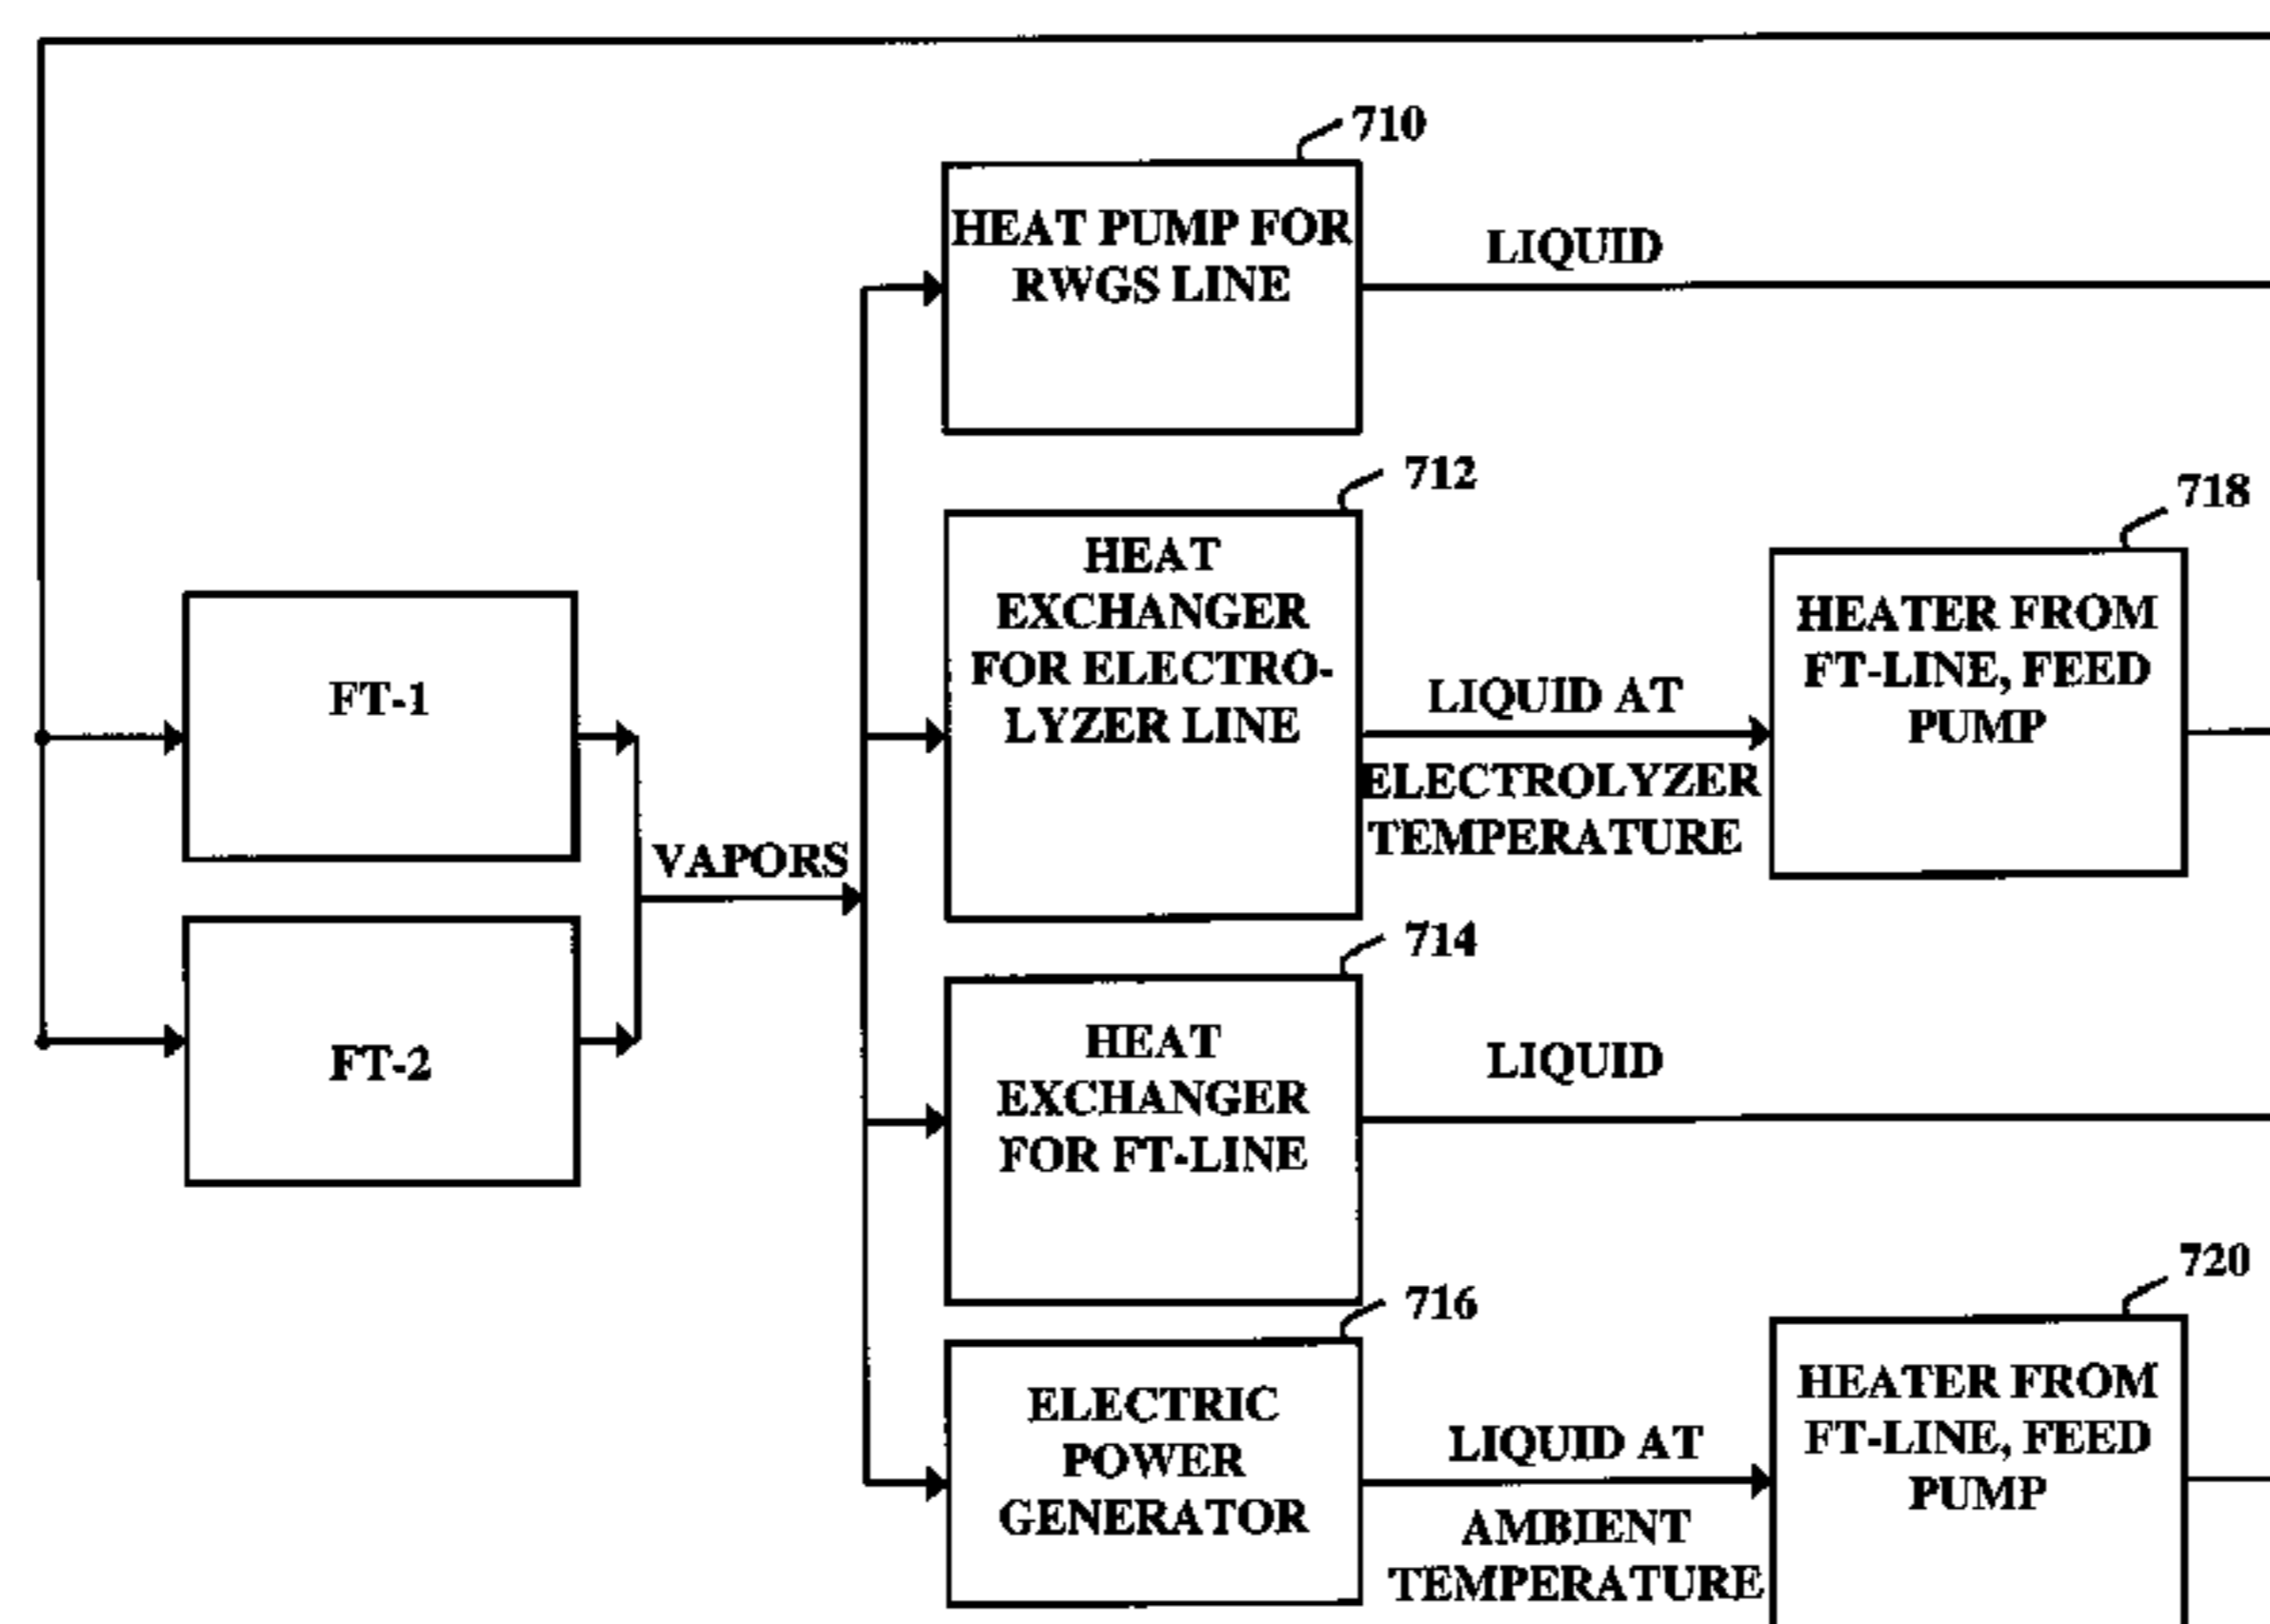 710
HEAT PUMP FOR
RWGS LINE
LIQUID
712
HEAT
EXCHANGER
FOR ELECTRO-
LYZER LINE
718
HEATER FROM
FT-LINE, FEED
PUMP
LIQUID AT
ELECTROLYZER
TEMPERATURE
FT-1
VAPORS
FT-2
714
HEAT
EXCHANGER
FOR FT-LINE
LIQUID
716
ELECTRIC
POWER
GENERATOR
LIQUID AT
AMBIENT
TEMPERATURE
720
HEATER FROM
FT-LINE, FEED
PUMP